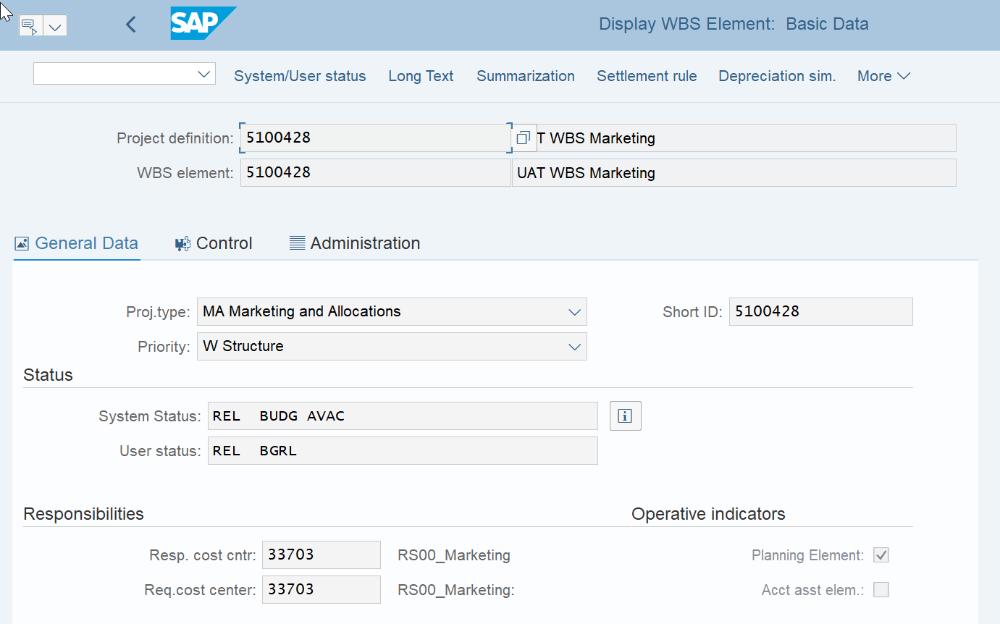 SAP
Display WBS Element: Basic Data
System/User status Long Text Summarization Settlement rule Depreciation sim. More
Project definition: 5100428 T WBS Marketing
WBS element: 5100428 UAT WBS Marketing
General Data Control Administration
Proj.type: MA Marketing and Allocations Short ID: 5100428
Priority: W Structure
Status
System Status: REL BUDG AVAC
User status: REL BGRL
Responsibilities Operative indicators
Resp. cost cntr: 33703 RS00_Marketing Planning Element:
Req.cost center: 33703 RS00_Marketing: Acct asst elem.: